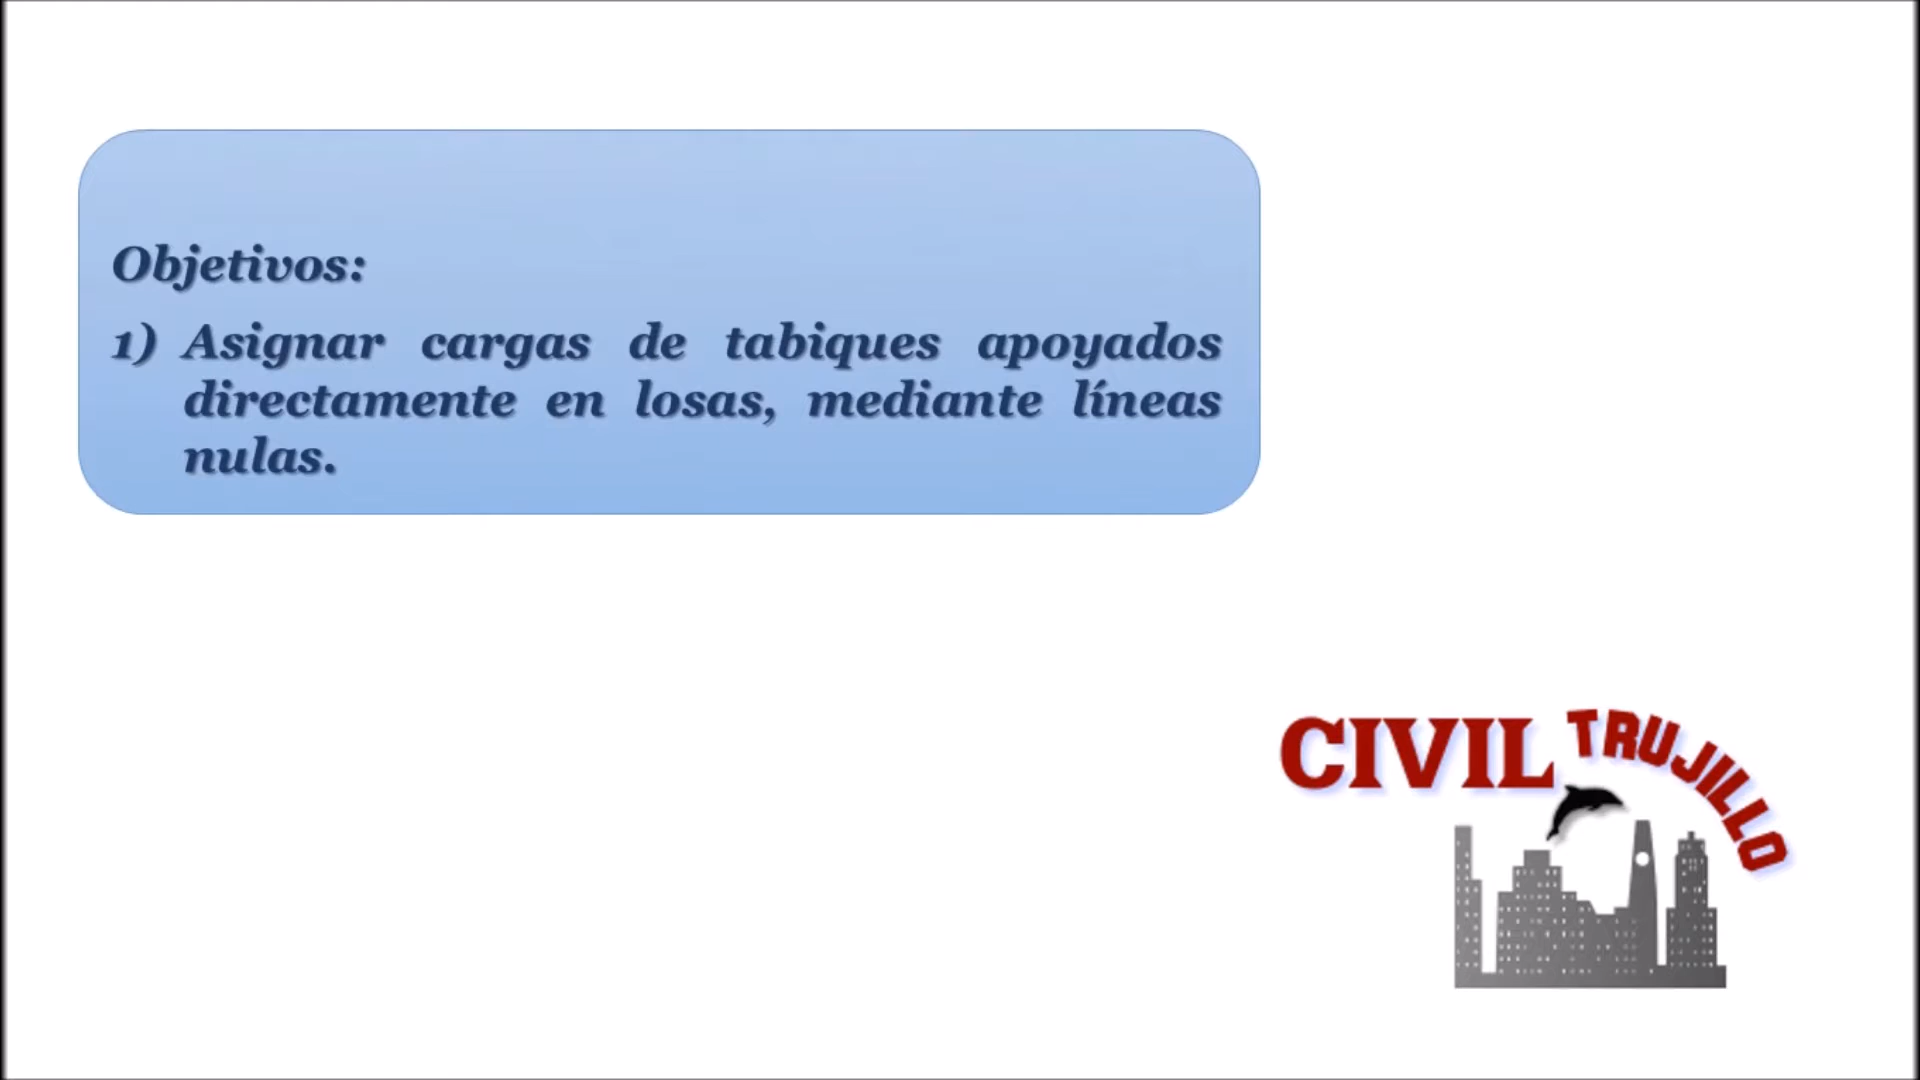 Objetivos:
1) Asignar cargas de tabiques apoyados
directamente en losas, mediante líneas
nulas.
CIVIL TRUJILLO